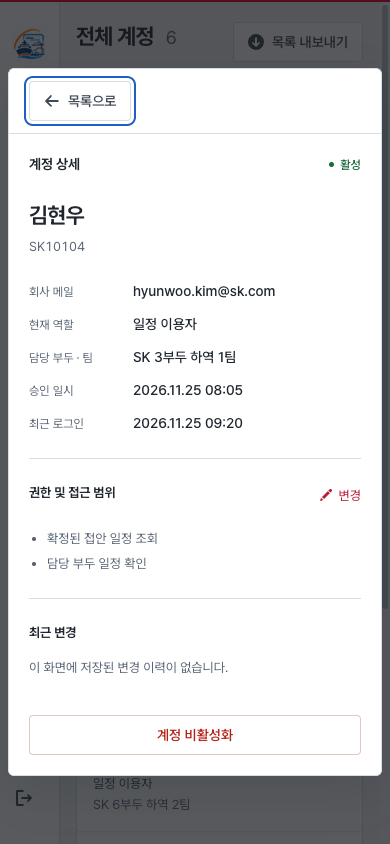 전체 계정 6
목록 내보내기
목록으로
계정 상세
활성
김현우
SK10104
회사 메일 hyunwoo.kim@sk.com
현재 역할 일정 이용자
담당 부두 · 팀 SK 3부두 하역 1팀
승인 일시 2026.11.25 08:05
최근 로그인 2026.11.25 09:20
권한 및 접근 범위
변경
확정된 접안 일정 조회
담당 부두 일정 확인
최근 변경
이 화면에 저장된 변경 이력이 없습니다.
계정 비활성화
일정 이용자
SK 6부두 하역 2팀